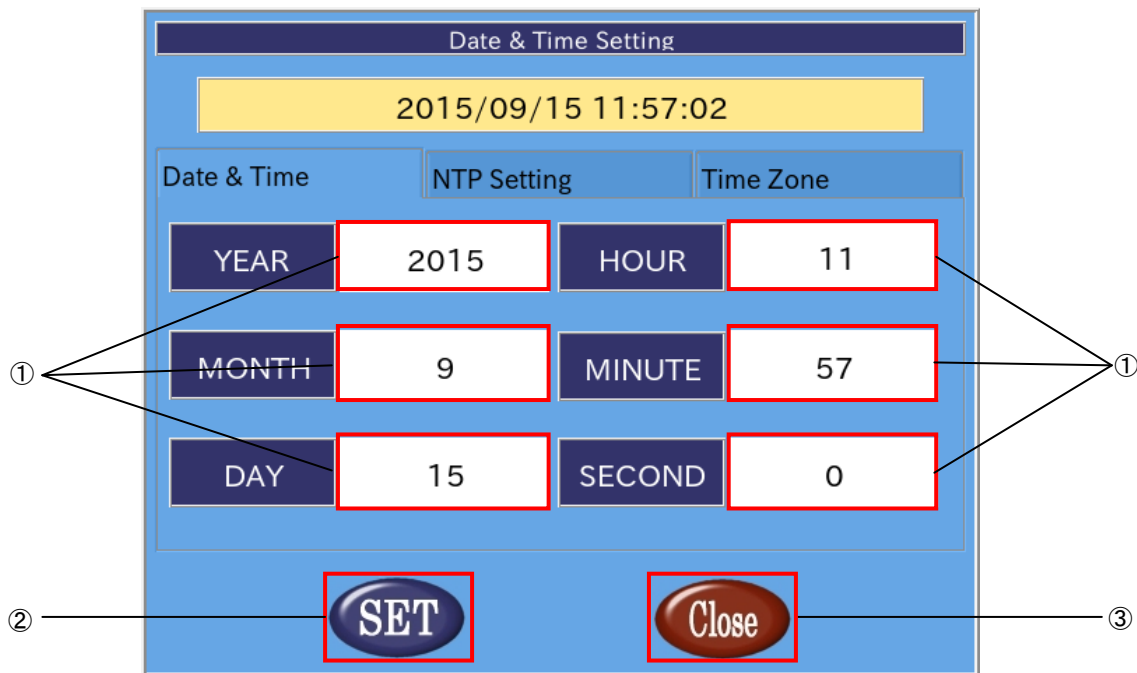 Date & Time Setting
2015/09/15 11:57:02
Date & Time NTP Setting Time Zone
YEAR 2015 HOUR 11
① MONTH 9 MINUTE 57 ①
DAY 15 SECOND 0
② SET Close ③